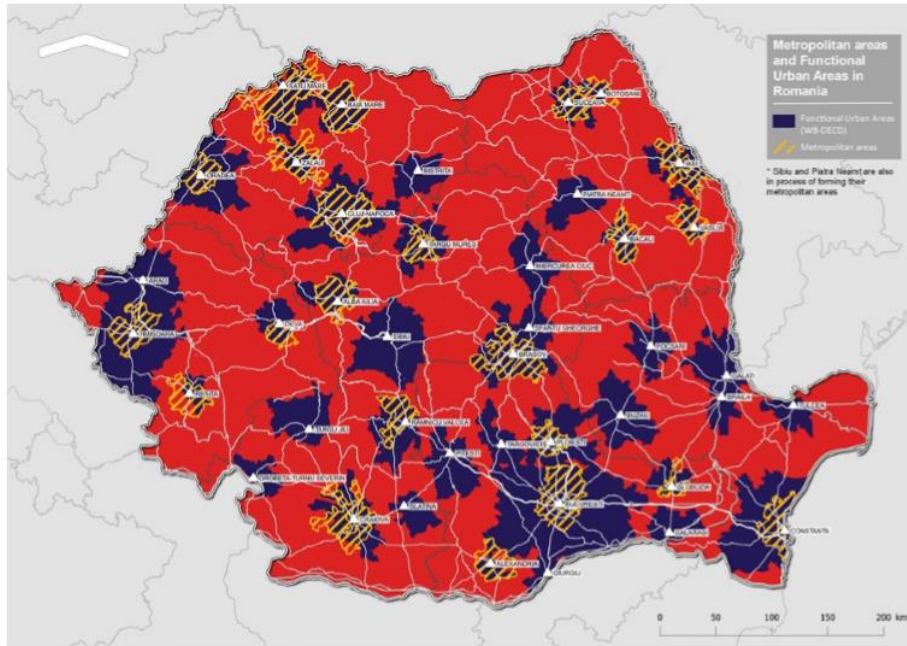 Metropolitan areas
and Functional
Urban Areas in
Romania
Functional Urban Areas
(WB-OECD)
Metropolitan areas
* Sibiu and Piatra Neamt are also
in process of forming their
metropolitan areas
SATU MARE
BAIA MARE
BOTOSANI
SUCEAVA
ZALAU
IASI
ORADEA
BISTRITA
PIATRA NEAMT
CLUJ-NAPOCA
VASLUI
BACAU
TARGU MURES
MIERCUREA CIUC
ARAD
ALBA IULIA
DEVA
SFANTU GHEORGHE
TIMISOARA
SIBIU
FOCSANI
BRASOV
GALATI
RESITA
BRAILA
TULCEA
BUZAU
RAMNICU VALCEA
TARGU JIU
TARGOVISTE
PLOIESTI
PITESTI
DROBETA-TURNU SEVERIN
SLOBOZIA
BUCURESTI
SLATINA
CRAIOVA
CALARASI
CONSTANTA
ALEXANDRIA
GIURGIU
0 50 100 150 200 km